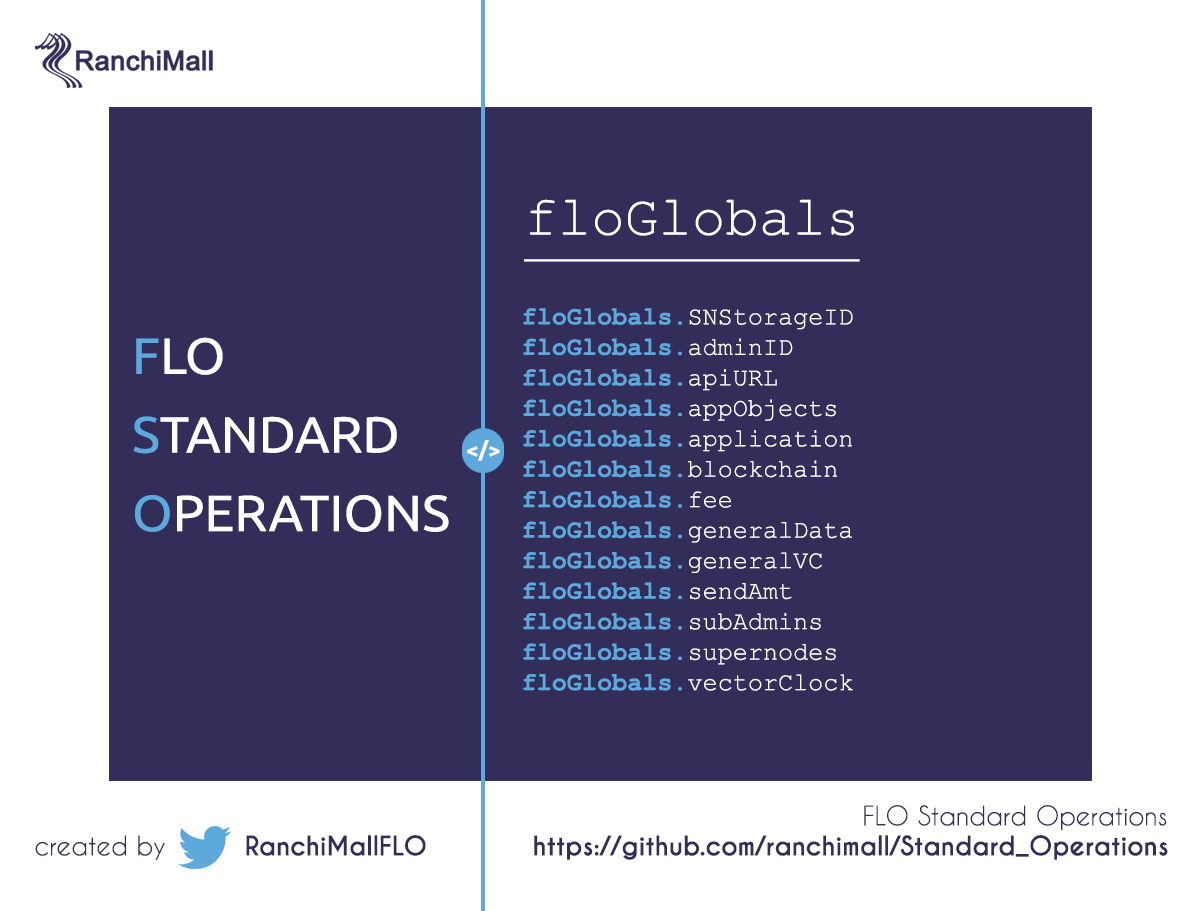 RanchiMall
FLO
STANDARD
OPERATIONS
</>
floGlobals
floGlobals.SNStorageID
floGlobals.adminID
floGlobals.apiURL
floGlobals.appObjects
floGlobals.application
floGlobals.blockchain
floGlobals.fee
floGlobals.generalData
floGlobals.generalVC
floGlobals.sendAmt
floGlobals.subAdmins
floGlobals.supernodes
floGlobals.vectorClock
created by RanchiMallFLO
FLO Standard Operations
https://github.com/ranchimall/Standard_Operations